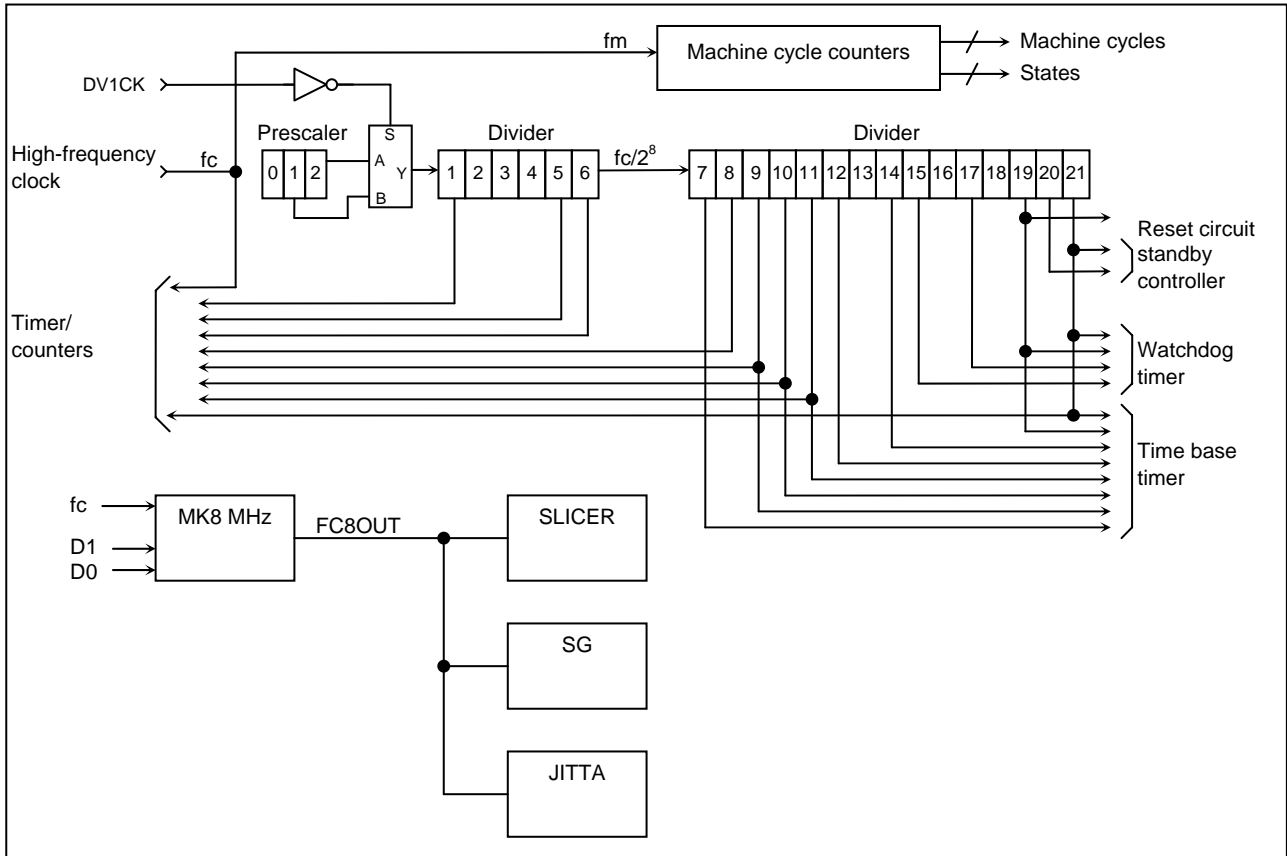 fm
Machine cycle counters
Machine cycles
States
DV1CK
Prescaler
S
A
B
Y
0 1 2
Divider
1 2 3 4 5 6
fc/2⁸
Divider
7 8 9 10 11 12 13 14 15 16 17 18 19 20 21
High-frequency
clock
fc
Reset circuit
standby
controller
Timer/
counters
Watchdog
timer
Time base
timer
fc
D1
D0
MK8 MHz
FC8OUT
SLICER
SG
JITTA